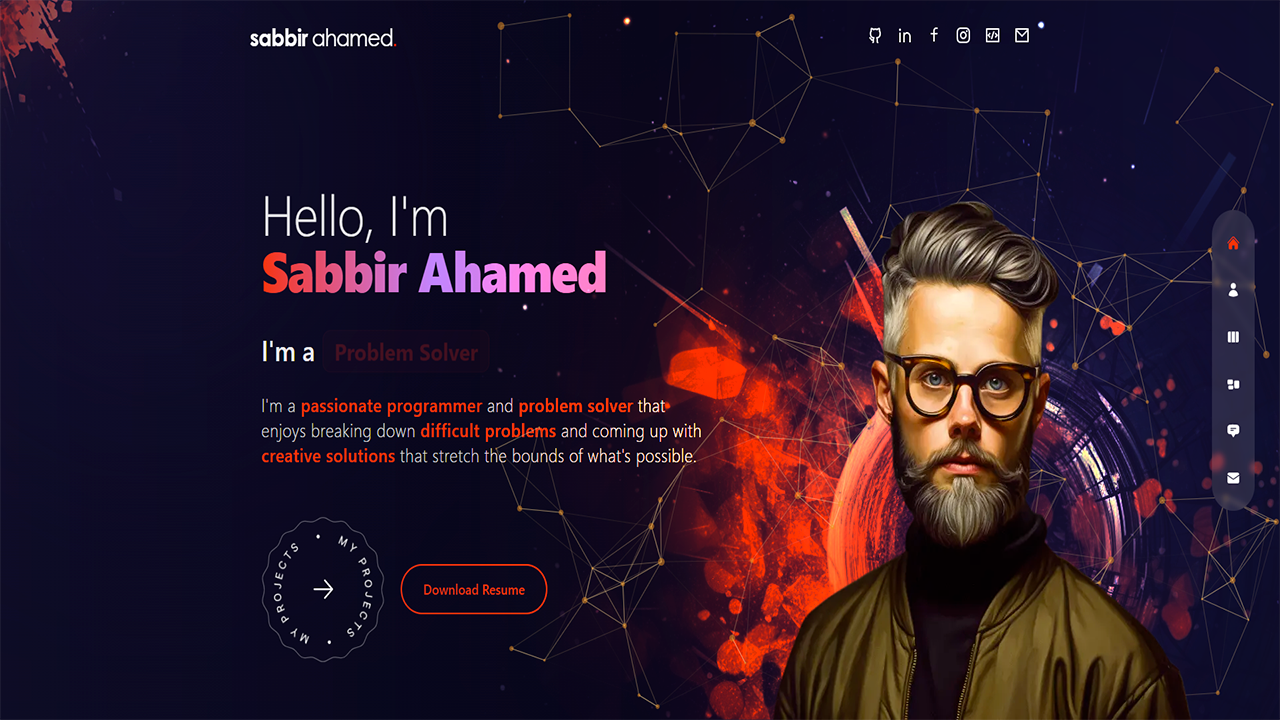 sabbir ahamed.
Hello, I'm
Sabbir Ahamed
I'm a Problem Solver
I'm a passionate programmer and problem solver that
enjoys breaking down difficult problems and coming up with
creative solutions that stretch the bounds of what's possible.
MY PROJECTS • MY PROJECTS •
Download Resume